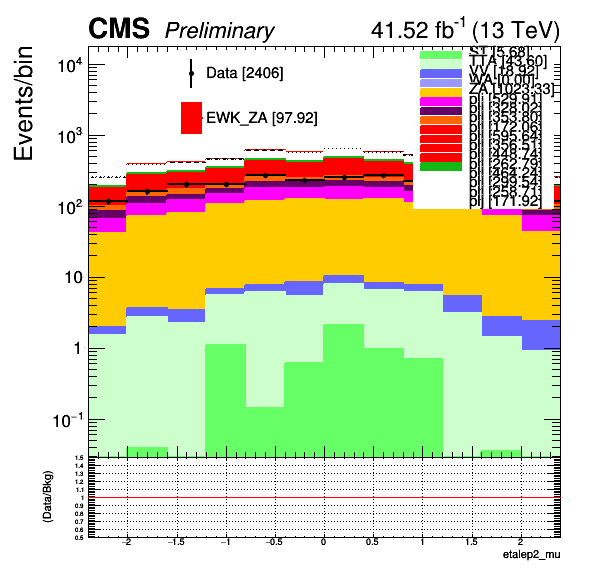 CMS Preliminary 41.52 fb⁻¹ (13 TeV)
Events/bin
10⁴
10³
10²
10
1
10⁻¹
Data [2406]
EWK_ZA [97.92]
ST [5.68]
TTA [43.60]
VV [18.92]
WA [0.00]
ZA [1023.33]
plj [529.91]
plj [328.02]
plj [353.80]
plj [172.06]
plj [595.64]
plj [356.51]
plj [448.74]
plj [262.79]
plj [464.24]
plj [299.54]
plj [258.71]
plj [171.92]
(Data/Bkg)
1.5
1.4
1.3
1.2
1.1
1
0.9
0.8
0.7
0.6
0.5
−2 −1.5 −1 −0.5 0 0.5 1 1.5 2
etalep2_mu